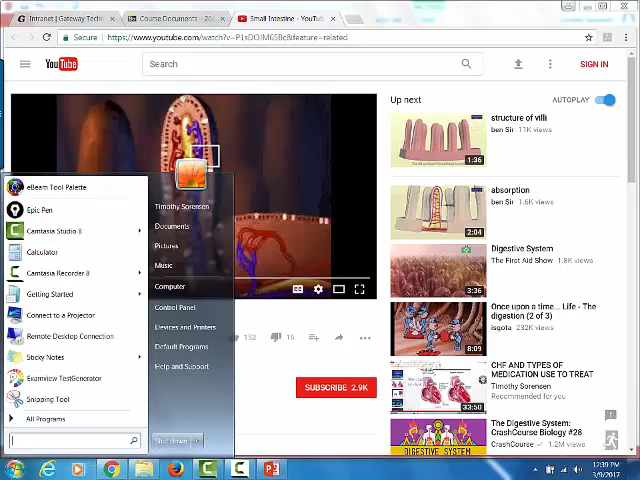 Intranet | Gateway Techn
Course Documents – 20
Small Intestine - YouTu
Secure
https://www.youtube.com/watch?v=P1sDOJM65Bc&feature=related
YouTube
Search
SIGN IN
Up next
AUTOPLAY
structure of villi
ben Sir
11K views
1:36
absorption
ben Sir
1.6K views
2:04
Digestive System
The First Aid Show
1.8K views
3:36
Once upon a time... Life - The
digestion (2 of 3)
isgota
232K views
8:09
CHF AND TYPES OF
MEDICATION USE TO TREAT
Timothy Sorensen
Recommended for you
33:50
The Digestive System:
CrashCourse Biology #28
CrashCourse
1.2M views
DIGESTIVE SYSTEM
132
15
SUBSCRIBE 2.9K
eBeam Tool Palette
Epic Pen
Camtasia Studio 8
Calculator
Camtasia Recorder 8
Getting Started
Connect to a Projector
Remote Desktop Connection
Sticky Notes
Examview TestGenerator
Snipping Tool
All Programs
Timothy Sorensen
Documents
Pictures
Music
Computer
Control Panel
Devices and Printers
Default Programs
Help and Support
Shut down
12:39 PM
3/9/2017